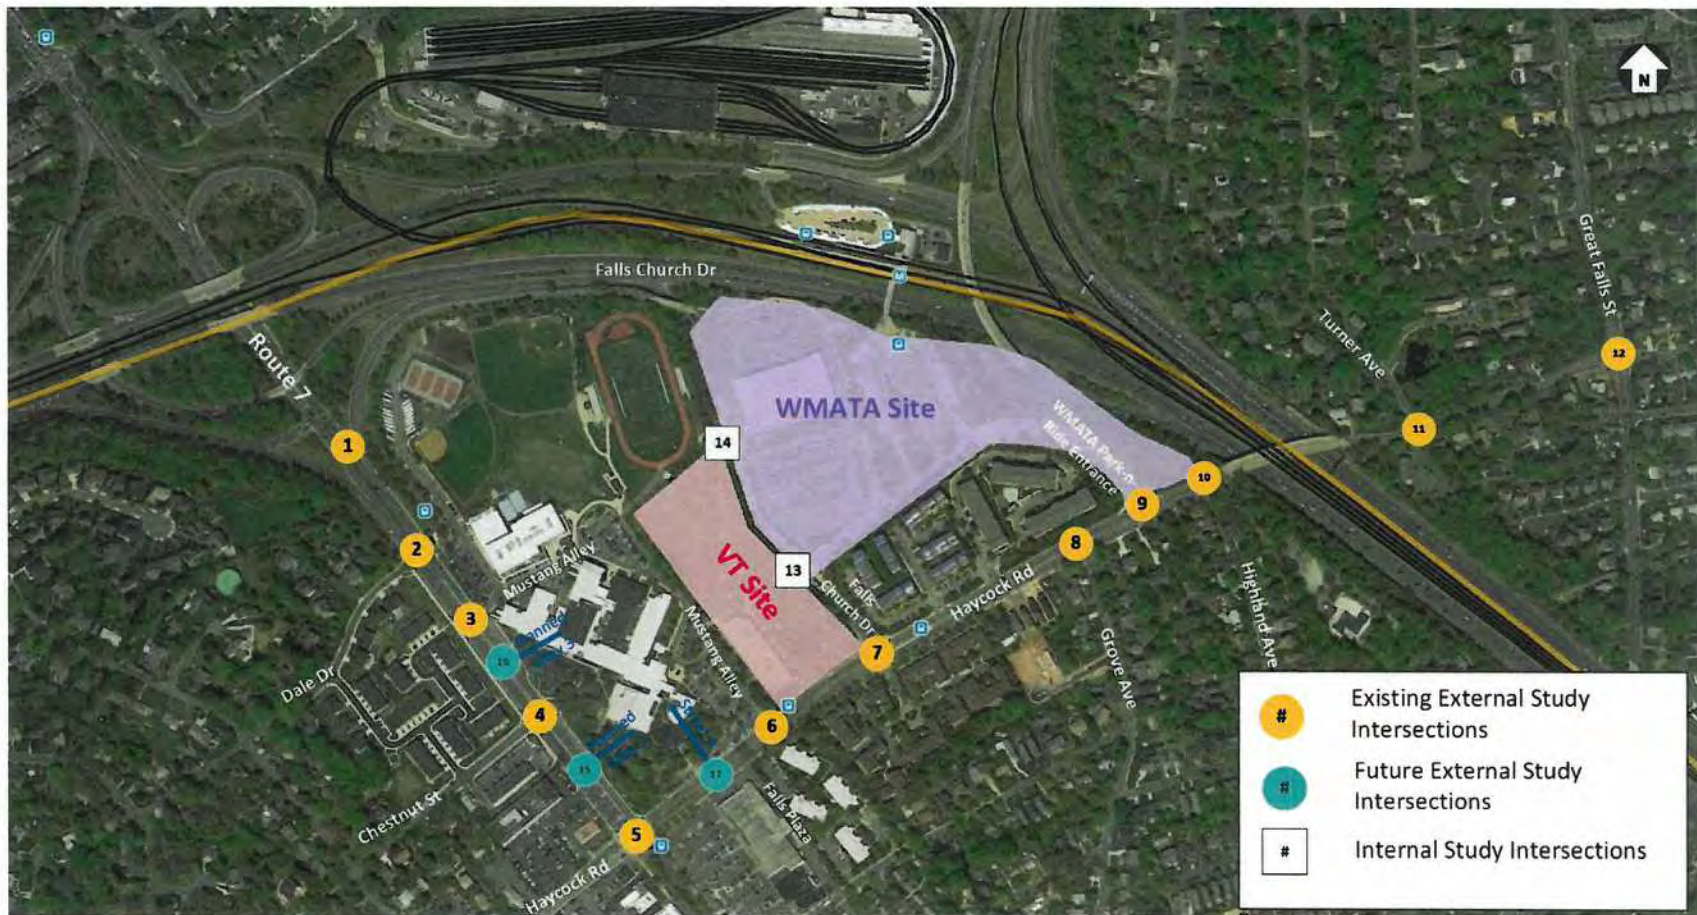 N
Falls Church Dr
Route 7
Great Falls St
Turner Ave
12
11
WMATA Site
WMATA Park-n-
Ride Entrance
1
14
10
9
2
8
VT Site
13
Mustang Alley
Falls
Church Dr
Haycock Rd
Highland Ave
3
7
Grove Ave
Mustang Alley
Dale Dr
4
6
Chestnut St
15
17
Falls Plaza
5
Haycock Rd
# Existing External Study
Intersections
# Future External Study
Intersections
# Internal Study Intersections